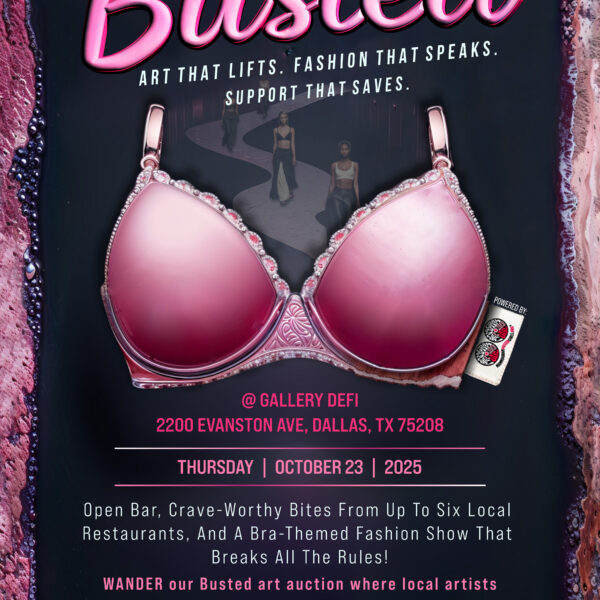 Busted
ART THAT LIFTS. FASHION THAT SPEAKS.
SUPPORT THAT SAVES.
POWERED BY:
@ GALLERY DEFI
2200 EVANSTON AVE, DALLAS, TX 75208
THURSDAY | OCTOBER 23 | 2025
Open Bar, Crave-Worthy Bites From Up To Six Local
Restaurants, And A Bra-Themed Fashion Show That
Breaks All The Rules!
WANDER our Busted art auction where local artists